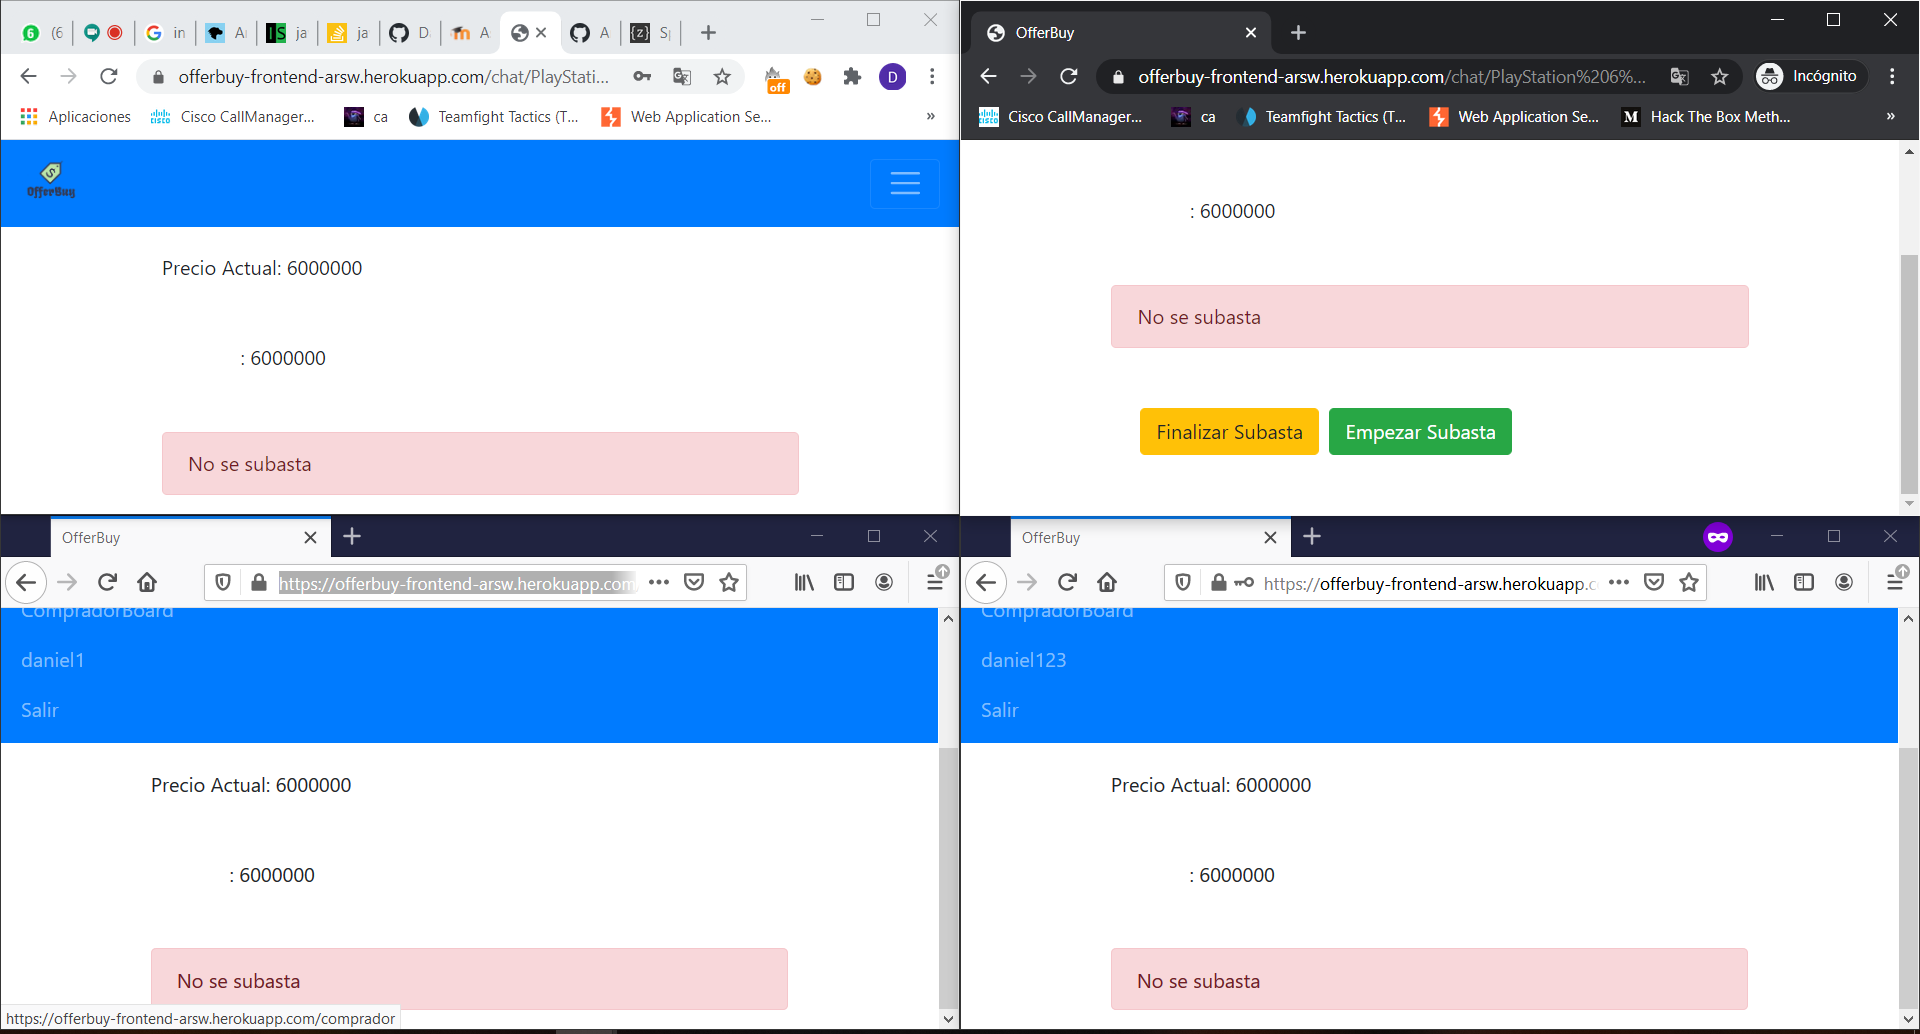 (6
in
A
ja
ja
D
A
A
S
offerbuy-frontend-arsw.herokuapp.com/chat/PlayStati...
off
D
Aplicaciones
Cisco CallManager...
ca
Teamfight Tactics (T...
Web Application Se...
»
OfferBuy
Precio Actual: 6000000
: 6000000
No se subasta
OfferBuy
offerbuy-frontend-arsw.herokuapp.com/chat/PlayStation%206%...
Incógnito
Cisco CallManager...
ca
Teamfight Tactics (T...
Web Application Se...
Hack The Box Meth...
»
: 6000000
No se subasta
Finalizar Subasta
Empezar Subasta
OfferBuy
https://offerbuy-frontend-arsw.herokuapp.com
CompradorBoard
daniel1
Salir
Precio Actual: 6000000
: 6000000
No se subasta
https://offerbuy-frontend-arsw.herokuapp.com/comprador
OfferBuy
https://offerbuy-frontend-arsw.herokuapp.c
CompradorBoard
daniel123
Salir
Precio Actual: 6000000
: 6000000
No se subasta